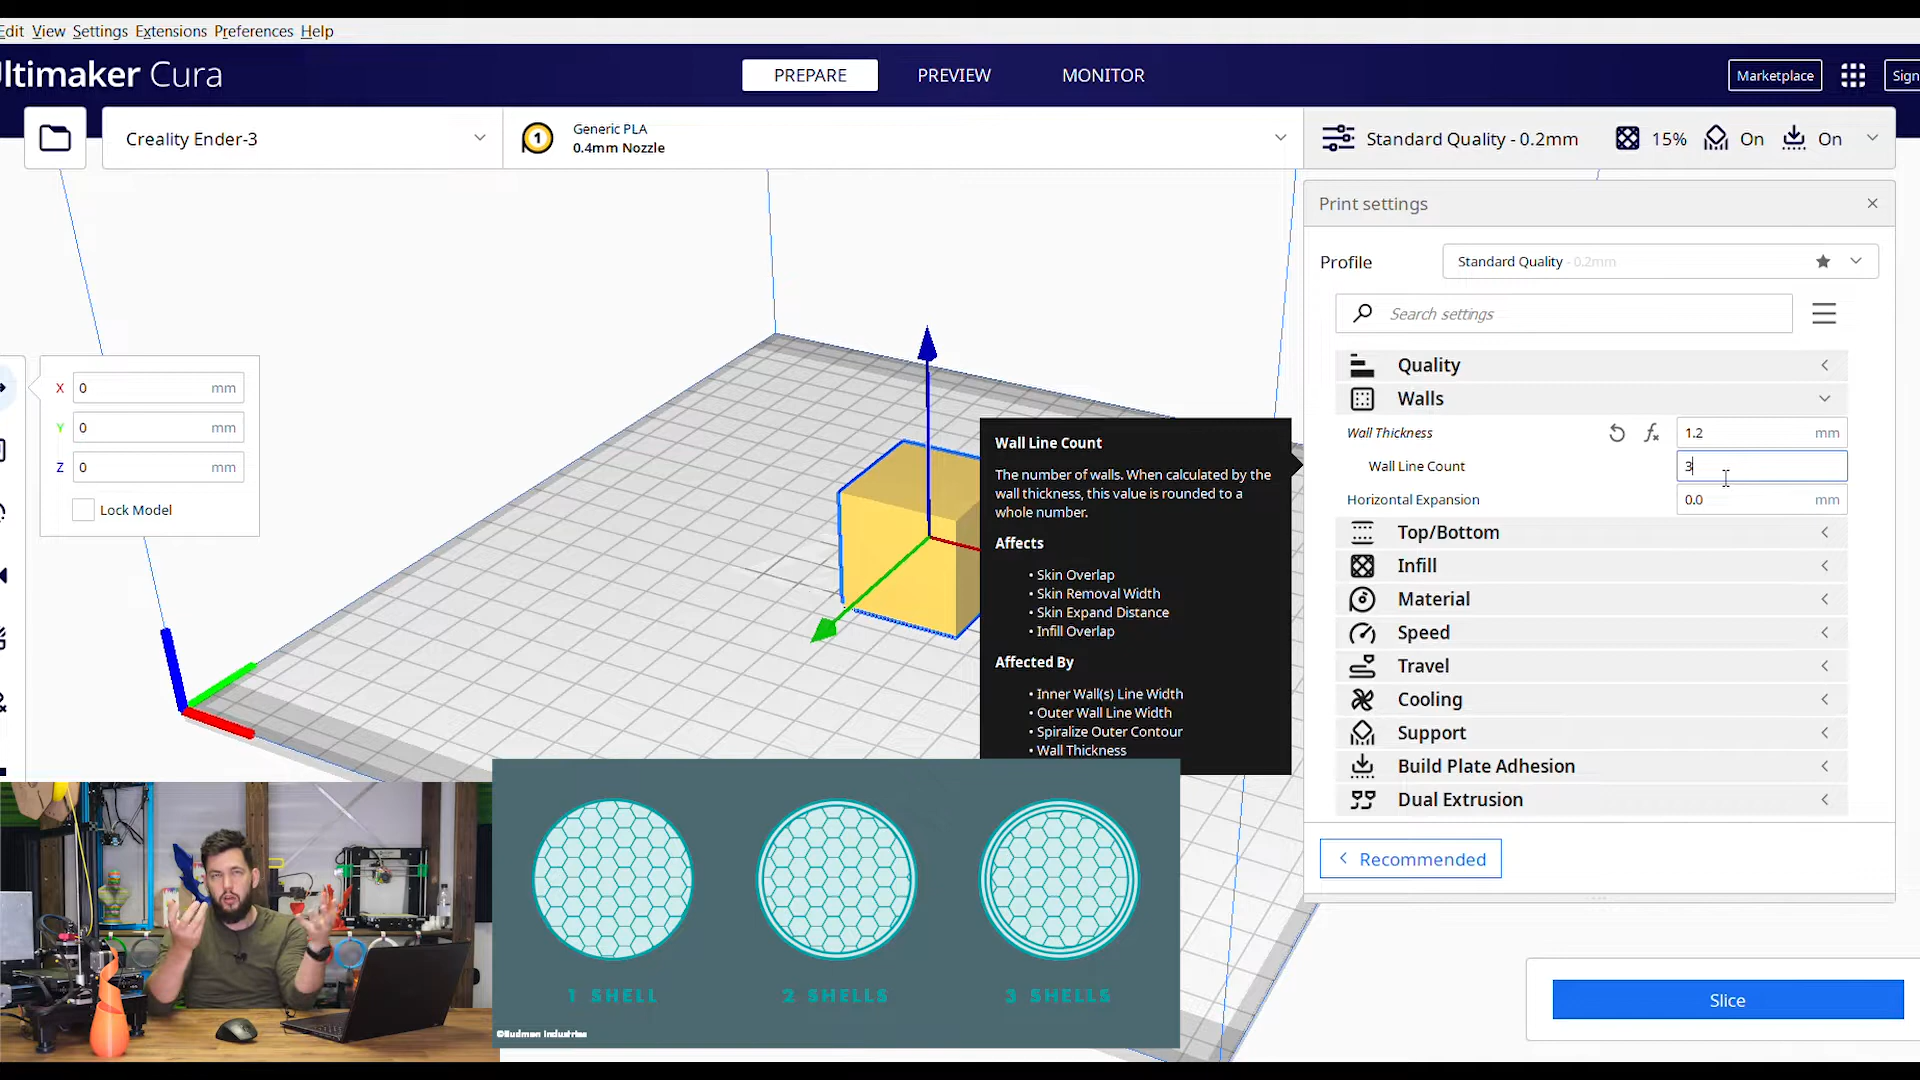 Edit View Settings Extensions Preferences Help
ltimaker Cura
PREPARE
PREVIEW
MONITOR
Marketplace
Sign
Creality Ender-3
1
Generic PLA
0.4mm Nozzle
Standard Quality - 0.2mm
15%
On
On
Print settings
Profile
Standard Quality - 0.2mm
Search settings
Quality
Walls
Wall Thickness
1.2 mm
Wall Line Count
3
Horizontal Expansion
0.0 mm
Top/Bottom
Infill
Material
Speed
Travel
Cooling
Support
Build Plate Adhesion
Dual Extrusion
Recommended
Slice
X 0 mm
Y 0 mm
Z 0 mm
Lock Model
Wall Line Count
The number of walls. When calculated by the
wall thickness, this value is rounded to a
whole number.
Affects
• Skin Overlap
• Skin Removal Width
• Skin Expand Distance
• Infill Overlap
Affected By
• Inner Wall(s) Line Width
• Outer Wall Line Width
• Spiralize Outer Contour
• Wall Thickness
1 SHELL
2 SHELLS
3 SHELLS
©Hudmon Industries